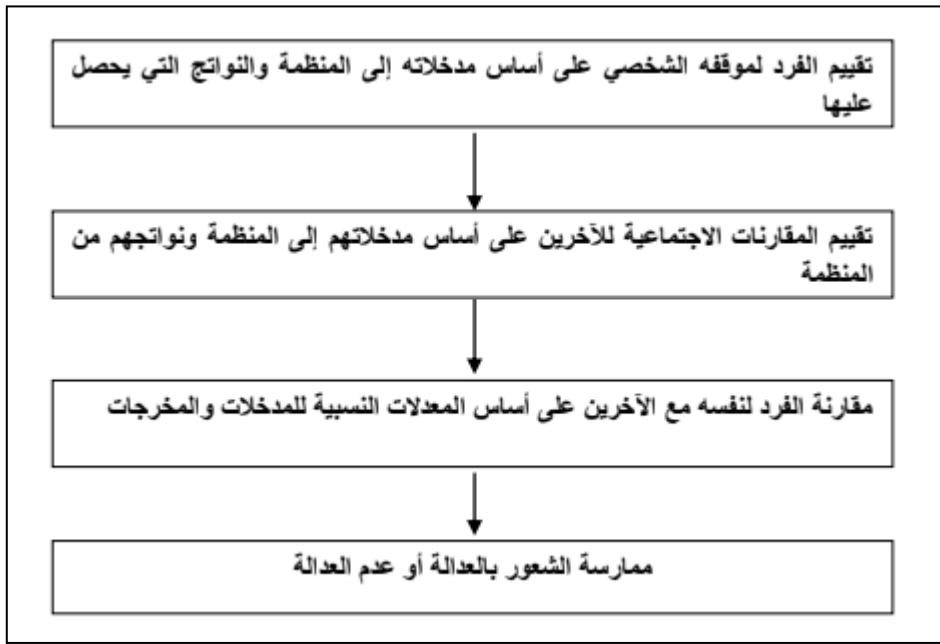 تقييم الفرد لموقفه الشخصي على أساس مدخلاته إلى المنظمة والنواتج التي يحصل
عليها
تقييم المقارنات الاجتماعية للآخرين على أساس مدخلاتهم إلى المنظمة ونواتجهم من
المنظمة
مقارنة الفرد لنفسه مع الآخرين على أساس المعدلات النسبية للمدخلات والمخرجات
ممارسة الشعور بالعدالة أو عدم العدالة